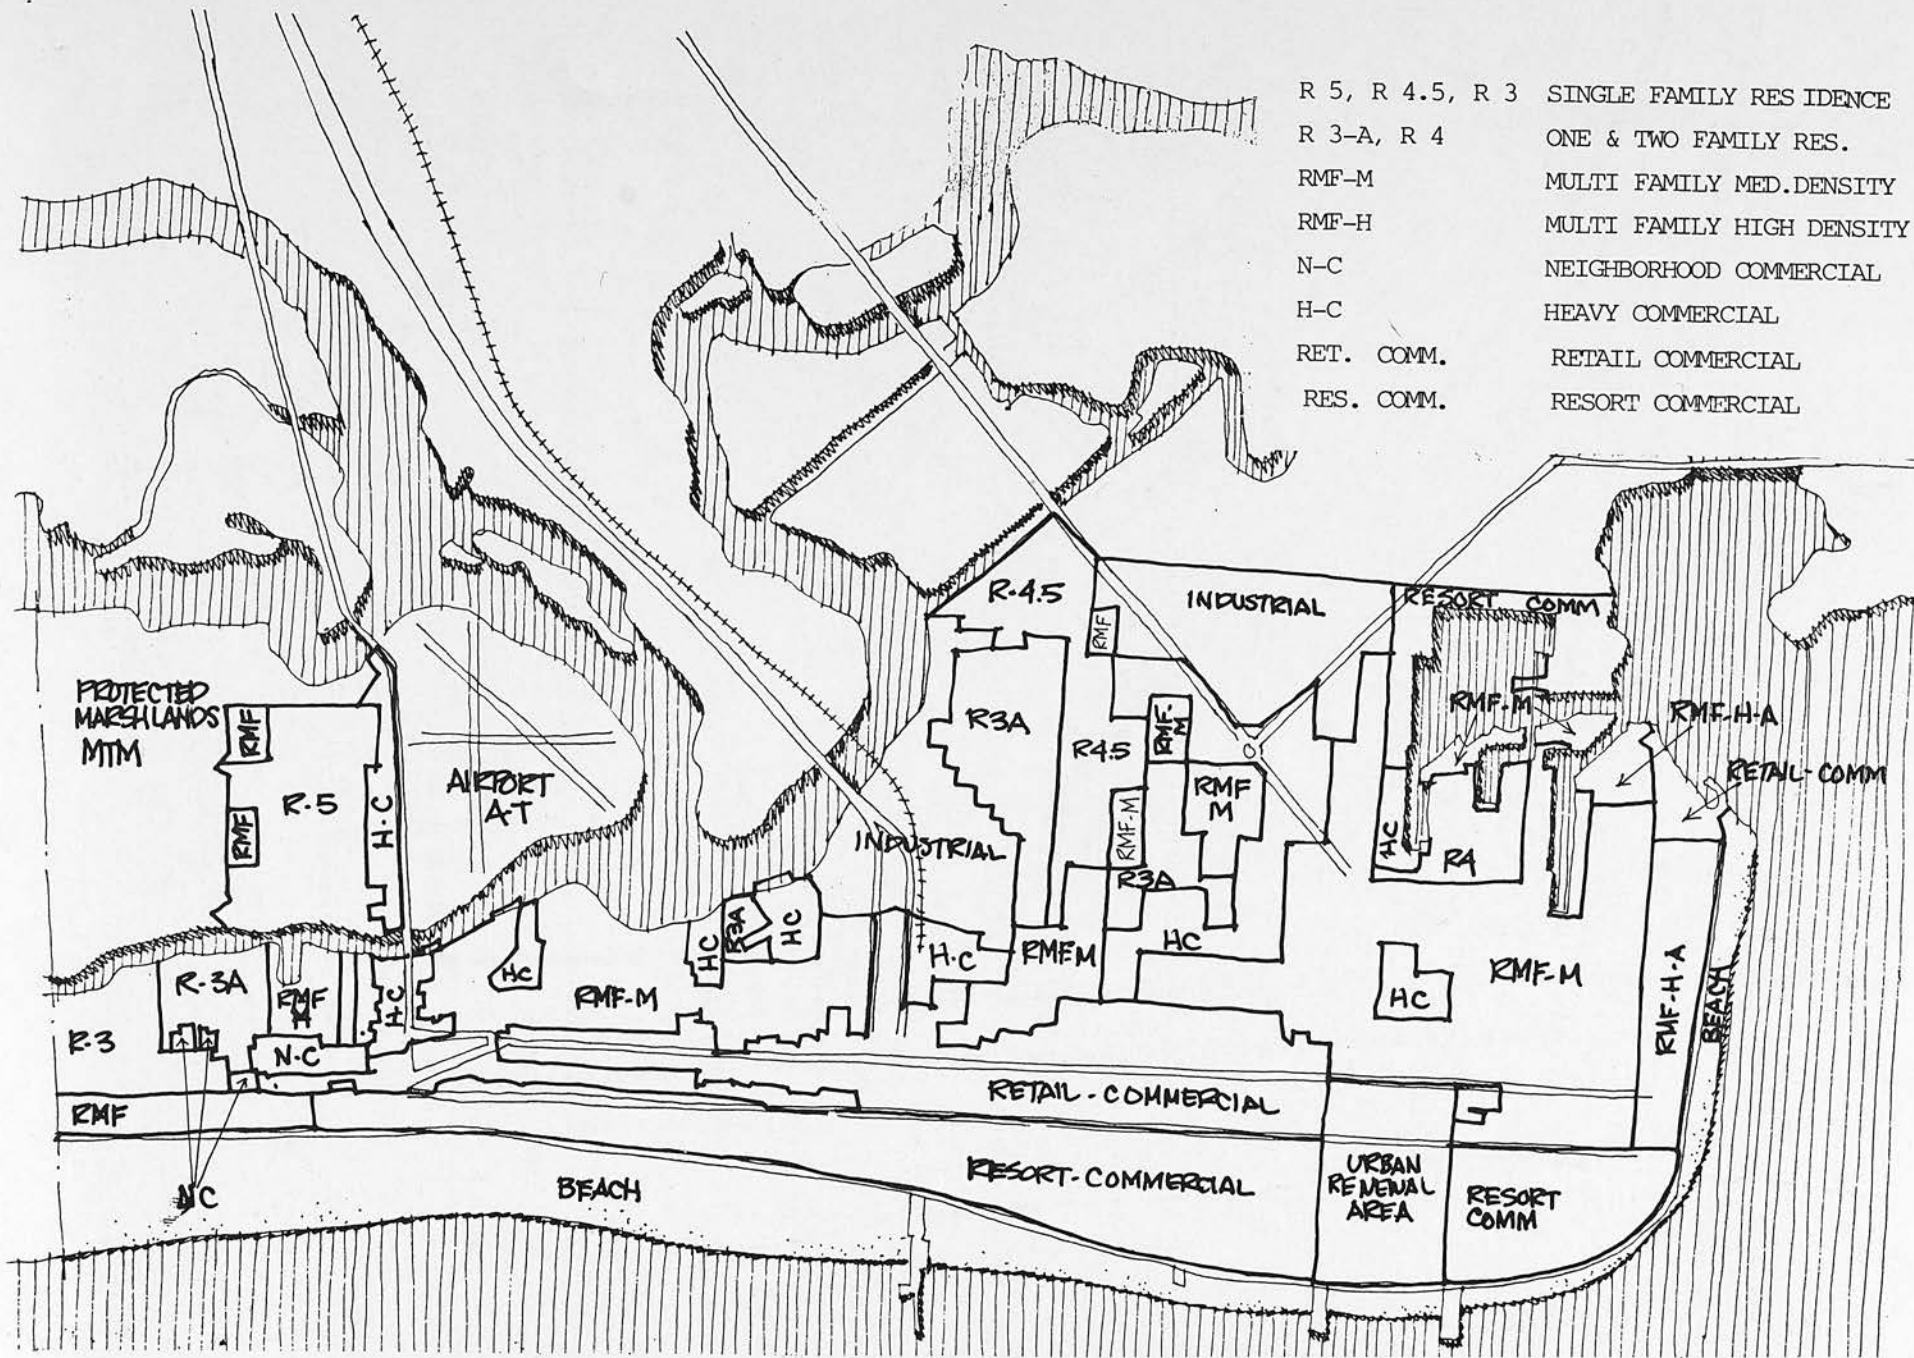 R 5, R 4.5, R 3 SINGLE FAMILY RES IDENCE
R 3-A, R 4 ONE & TWO FAMILY RES.
RMF-M MULTI FAMILY MED.DENSITY
RMF-H MULTI FAMILY HIGH DENSITY
N-C NEIGHBORHOOD COMMERCIAL
H-C HEAVY COMMERCIAL
RET. COMM. RETAIL COMMERCIAL
RES. COMM. RESORT COMMERCIAL
R-4.5
INDUSTRIAL
RESORT COMM
RMF
PROTECTED
MARSHLANDS
MTM
RMF
R-5
RMF
H-C
AIRPORT
A-T
R3A
R45
RMF-M
RMF
M
RMF-M
RMF-M
RMF-H-A
RETAIL-COMM
INDUSTRIAL
HC
R4
R3A
HC
R3A
HC
HC
H-C
RMFM
HC
R-3A
RMF
H
H-C
HC
RMF-M
HC
RMF-M
RMF-H-A
BEACH
R-3
N-C
RETAIL-COMMERCIAL
RMF
NC
BEACH
RESORT-COMMERCIAL
URBAN
RENEWAL
AREA
RESORT
COMM